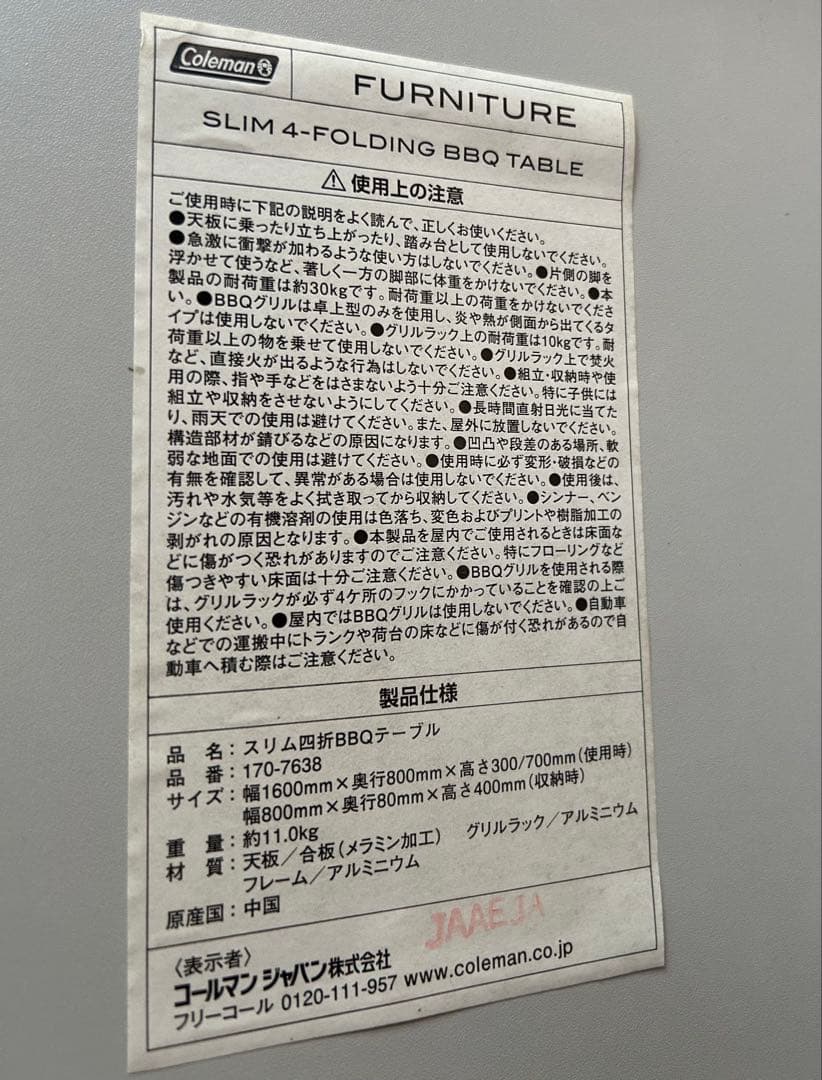 Coleman
FURNITURE
SLIM 4-FOLDING BBQ TABLE
⚠使用上の注意
ご使用時に下記の説明をよく読んで、正しくお使いください。
●天板に乗ったり立ち上がったり、踏み台として使用しないでください。
●急激に衝撃が加わるような使い方はしないでください。●片側の脚を
浮かせて使うなど、著しく一方の脚部に体重をかけないでください。●本
製品の耐荷重は約30kgです。耐荷重以上の荷重をかけないでくださ
い。●BBQグリルは卓上型のみを使用し、炎や熱が側面から出てくるタ
イプは使用しないでください。●グリルラック上の耐荷重は10kgです。耐
荷重以上の物を乗せて使用しないでください。●グリルラック上で焚火
など、直接火が出るような行為はしないでください。●組立・収納時や使
用の際、指や手などをはさまないよう十分ご注意ください。特に子供には
組立や収納をさせないようにしてください。●長時間直射日光に当てた
り、雨天での使用は避けてください。また、屋外に放置しないでください。
構造部材が錆びるなどの原因になります。●凹凸や段差のある場所、軟
弱な地面での使用は避けてください。●使用時に必ず変形・破損などの
有無を確認して、異常がある場合は使用しないでください。●使用後は、
汚れや水気等をよく拭き取ってから収納してください。●シンナー、ベン
ジンなどの有機溶剤の使用は色落ち、変色およびプリントや樹脂加工の
剥がれの原因となります。●本製品を屋内でご使用されるときは床面な
どに傷がつく恐れがありますのでご注意ください。特にフローリングなど
傷つきやすい床面は十分ご注意ください。●BBQグリルを使用される際
は、グリルラックが必ず4ケ所のフックにかかっていることを確認の上ご
使用ください。●屋内ではBBQグリルは使用しないでください。●自動車
などでの運搬中にトランクや荷台の床などに傷が付く恐れがあるので自
動車へ積む際はご注意ください。
製品仕様
品 名：スリム四折BBQテーブル
品 番：170-7638
サイズ：幅1600mm×奥行800mm×高さ300/700mm（使用時）
幅800mm×奥行80mm×高さ400mm（収納時）
重 量：約11.0kg
材 質：天板／合板（メラミン加工） グリルラック／アルミニウム
フレーム／アルミニウム
原産国：中国
JAAEJA
〈表示者〉
コールマン ジャパン株式会社
フリーコール 0120-111-957 www.coleman.co.jp